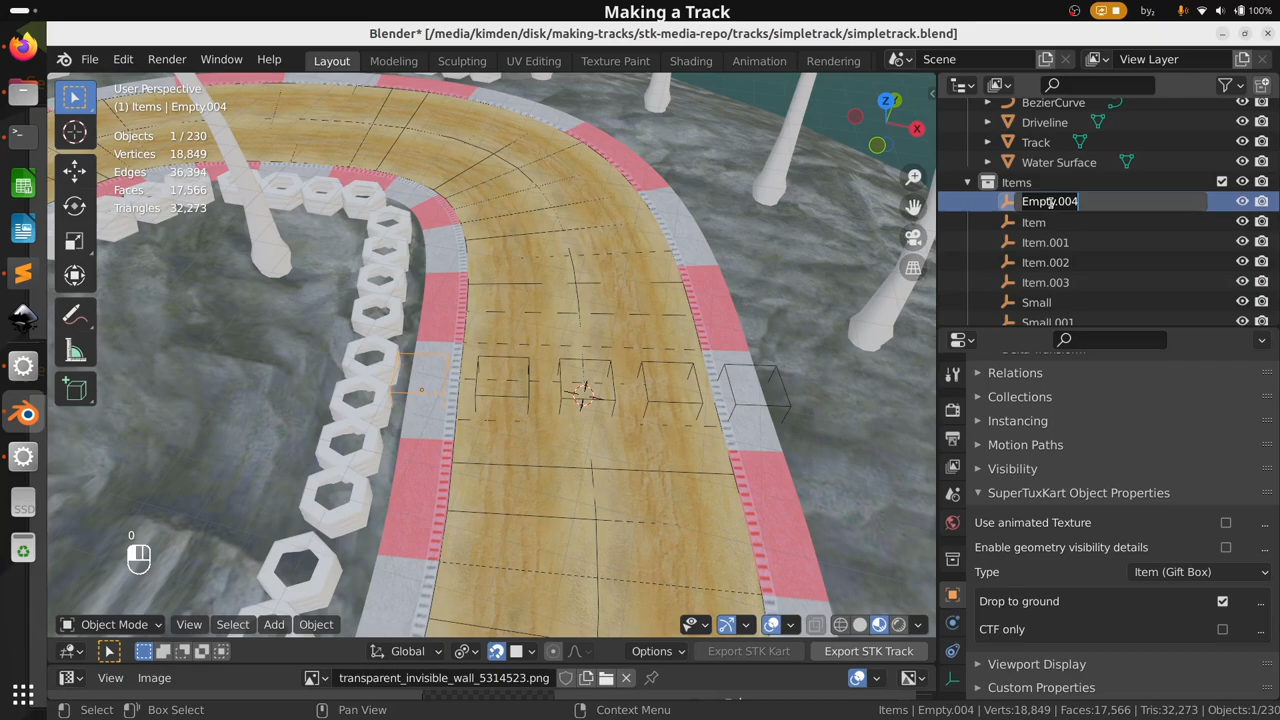 Making a Track
by₂
100%
Blender* [/media/kimden/disk/making-tracks/stk-media-repo/tracks/simpletrack/simpletrack.blend]
File Edit Render Window Help
Layout Modeling Sculpting UV Editing Texture Paint Shading Animation Rendering
Scene
View Layer
User Perspective
(1) Items | Empty.004
Objects 1 / 230
Vertices 18,849
Edges 36,394
Faces 17,566
Triangles 32,273
Z
Y
X
BezierCurve
Driveline
Track
Water Surface
Items
Empty.004
Item
Item.001
Item.002
Item.003
Small
Small.001
Relations
Collections
Instancing
Motion Paths
Visibility
SuperTuxKart Object Properties
Use animated Texture
Enable geometry visibility details
Type Item (Gift Box)
Drop to ground ...
CTF only ...
Viewport Display
Custom Properties
SSD
0
Object Mode View Select Add Object
Global
Options
Export STK Kart
Export STK Track
View Image
transparent_invisible_wall_5314523.png
Select
Box Select
Pan View
Context Menu
Items | Empty.004 | Verts:18,849 | Faces:17,566 | Tris:32,273 | Objects:1/230